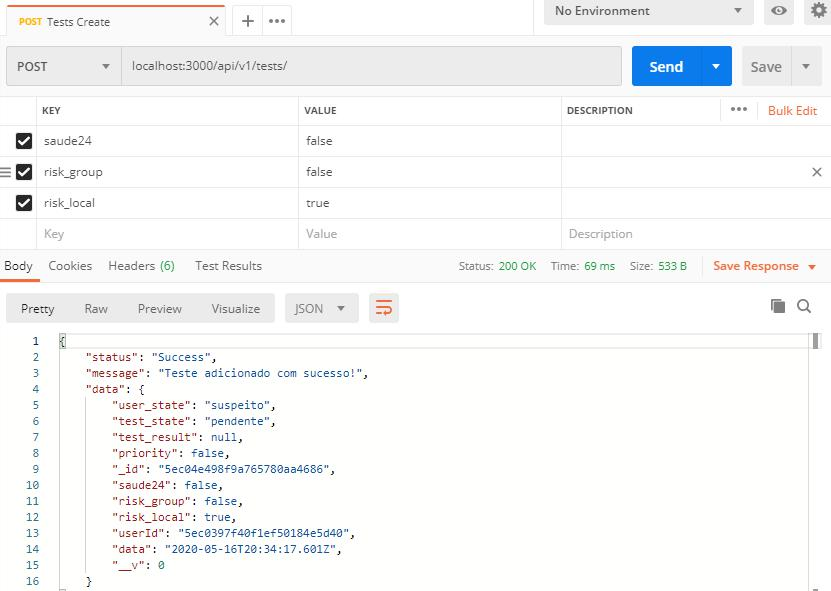 POST Tests Create
No Environment
POST localhost:3000/api/v1/tests/ Send Save
KEY VALUE DESCRIPTION Bulk Edit
saude24 false
risk_group false
risk_local true
Key Value Description
Body Cookies Headers (6) Test Results Status: 200 OK Time: 69 ms Size: 533 B Save Response
Pretty Raw Preview Visualize JSON
1 {
2 "status": "Success",
3 "message": "Teste adicionado com sucesso!",
4 "data": {
5 "user_state": "suspeito",
6 "test_state": "pendente",
7 "test_result": null,
8 "priority": false,
9 "_id": "5ec04e498f9a765780aa4686",
10 "saude24": false,
11 "risk_group": false,
12 "risk_local": true,
13 "userId": "5ec0397f40f1ef50184e5d40",
14 "data": "2020-05-16T20:34:17.601Z",
15 "__v": 0
16 }